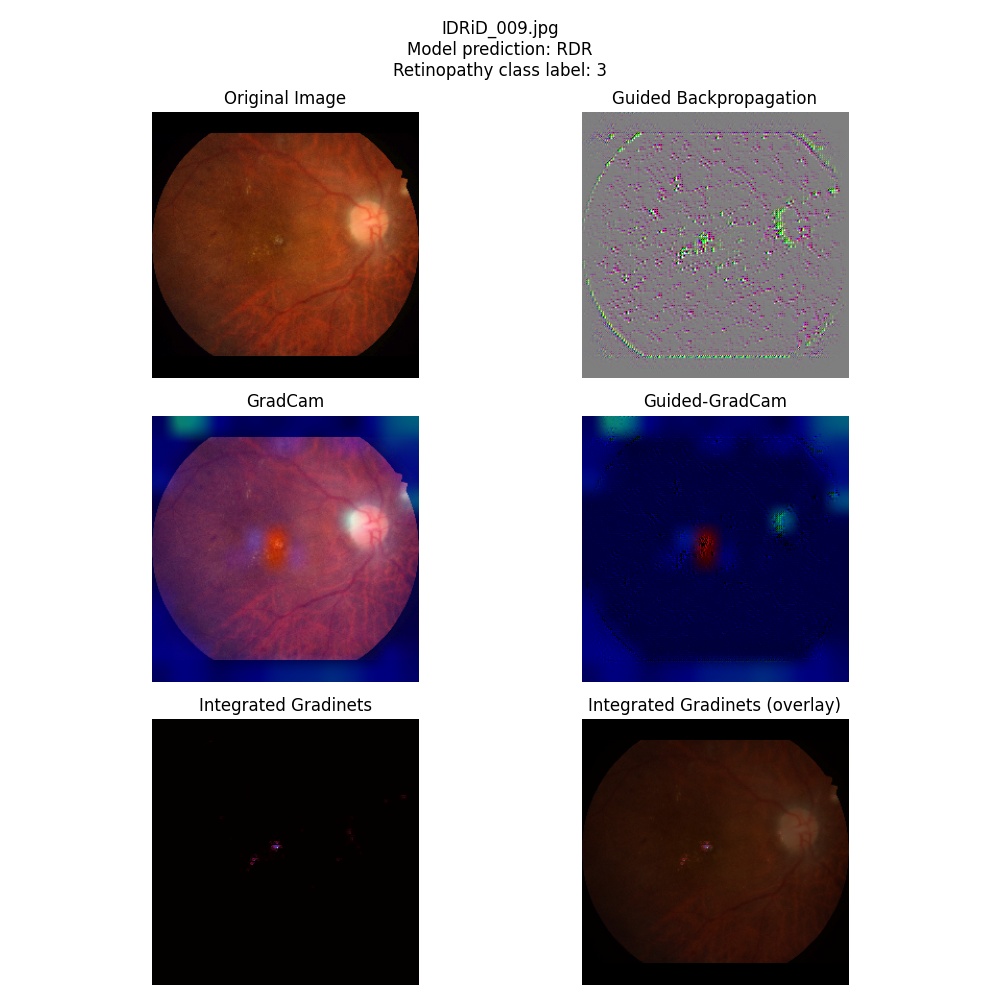 IDRiD_009.jpg
Model prediction: RDR
Retinopathy class label: 3
Original Image
Guided Backpropagation
GradCam
Guided-GradCam
Integrated Gradinets
Integrated Gradinets (overlay)